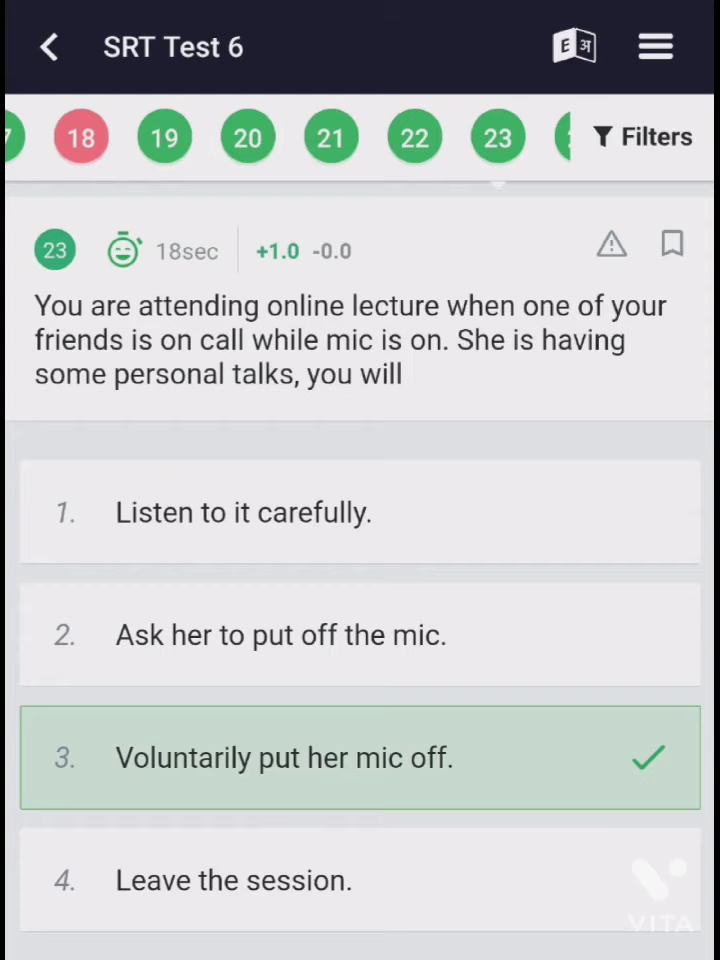 SRT Test 6
E अ
18 19 20 21 22 23
Filters
23 18sec +1.0 -0.0
You are attending online lecture when one of your
friends is on call while mic is on. She is having
some personal talks, you will
1. Listen to it carefully.
2. Ask her to put off the mic.
3. Voluntarily put her mic off.
4. Leave the session.
VITA